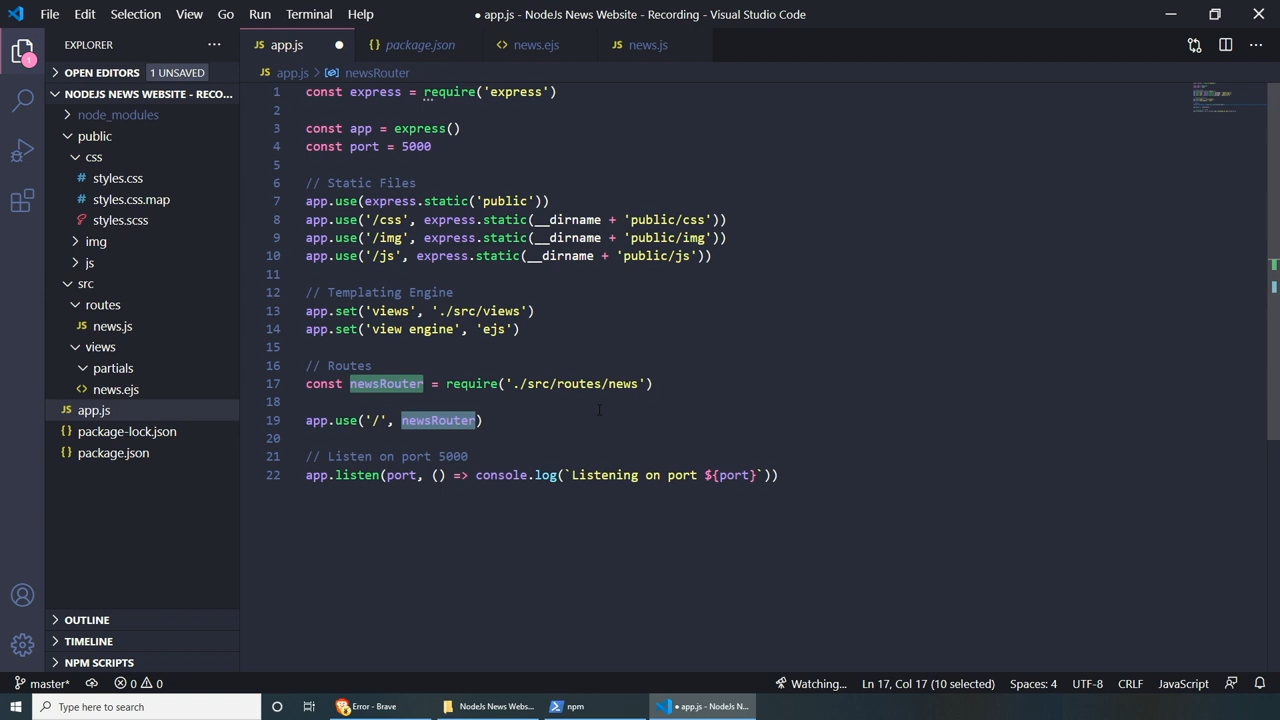 File Edit Selection View Go Run Terminal Help
● app.js - NodeJs News Website - Recording - Visual Studio Code
EXPLORER
1
OPEN EDITORS 1 UNSAVED
NODEJS NEWS WEBSITE - RECO...
node_modules
public
css
# styles.css
# styles.css.map
styles.scss
img
js
src
routes
JS news.js
views
partials
<> news.ejs
JS app.js
{} package-lock.json
{} package.json
OUTLINE
TIMELINE
NPM SCRIPTS
JS app.js ● {} package.json <> news.ejs JS news.js
JS app.js > newsRouter
1 const express = require('express')
2
3 const app = express()
4 const port = 5000
5
6 // Static Files
7 app.use(express.static('public'))
8 app.use('/css', express.static(__dirname + 'public/css'))
9 app.use('/img', express.static(__dirname + 'public/img'))
10 app.use('/js', express.static(__dirname + 'public/js'))
11
12 // Templating Engine
13 app.set('views', './src/views')
14 app.set('view engine', 'ejs')
15
16 // Routes
17 const newsRouter = require('./src/routes/news')
18
19 app.use('/', newsRouter)
20
21 // Listen on port 5000
22 app.listen(port, () => console.log(`Listening on port ${port}`))
master* 0 0 Watching... Ln 17, Col 17 (10 selected) Spaces: 4 UTF-8 CRLF JavaScript
Type here to search Error - Brave NodeJs News Webs... npm ● app.js - NodeJs N...